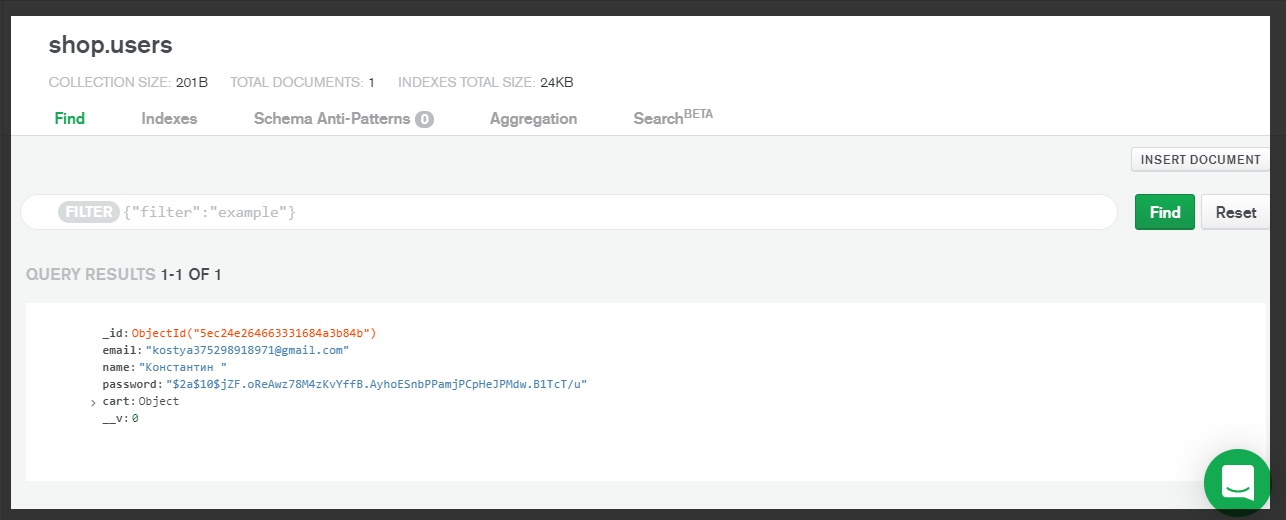 shop.users
COLLECTION SIZE: 201B TOTAL DOCUMENTS: 1 INDEXES TOTAL SIZE: 24KB
Find Indexes Schema Anti-Patterns 0 Aggregation Search BETA
INSERT DOCUMENT
FILTER {"filter":"example"} Find Reset
QUERY RESULTS 1-1 OF 1
_id: ObjectId("5ec24e264663331684a3b84b")
email: "kostya375298918971@gmail.com"
name: "Константин "
password: "$2a$10$jZF.oReAwz78M4zKvYffB.AyhoESnbPPamjPCpHeJPMdw.B1TcT/u"
> cart: Object
__v: 0